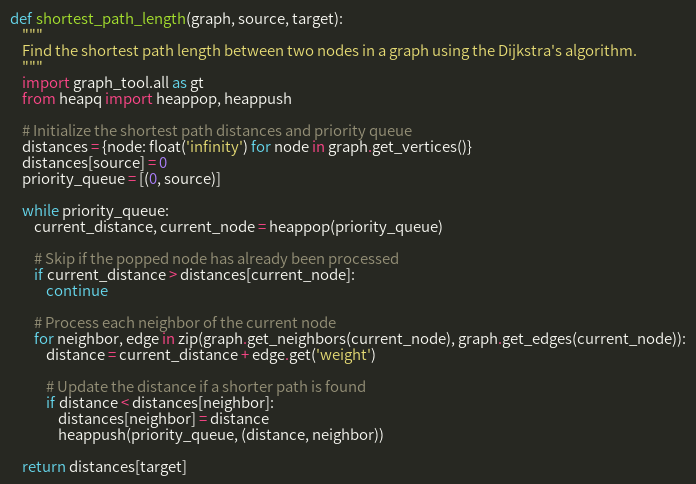 def shortest_path_length(graph, source, target):
    """
    Find the shortest path length between two nodes in a graph using the Dijkstra's algorithm.
    """
    import graph_tool.all as gt
    from heapq import heappop, heappush

    # Initialize the shortest path distances and priority queue
    distances = {node: float('infinity') for node in graph.get_vertices()}
    distances[source] = 0
    priority_queue = [(0, source)]

    while priority_queue:
        current_distance, current_node = heappop(priority_queue)

        # Skip if the popped node has already been processed
        if current_distance > distances[current_node]:
            continue

        # Process each neighbor of the current node
        for neighbor, edge in zip(graph.get_neighbors(current_node), graph.get_edges(current_node)):
            distance = current_distance + edge.get('weight')

            # Update the distance if a shorter path is found
            if distance < distances[neighbor]:
                distances[neighbor] = distance
                heappush(priority_queue, (distance, neighbor))

    return distances[target]